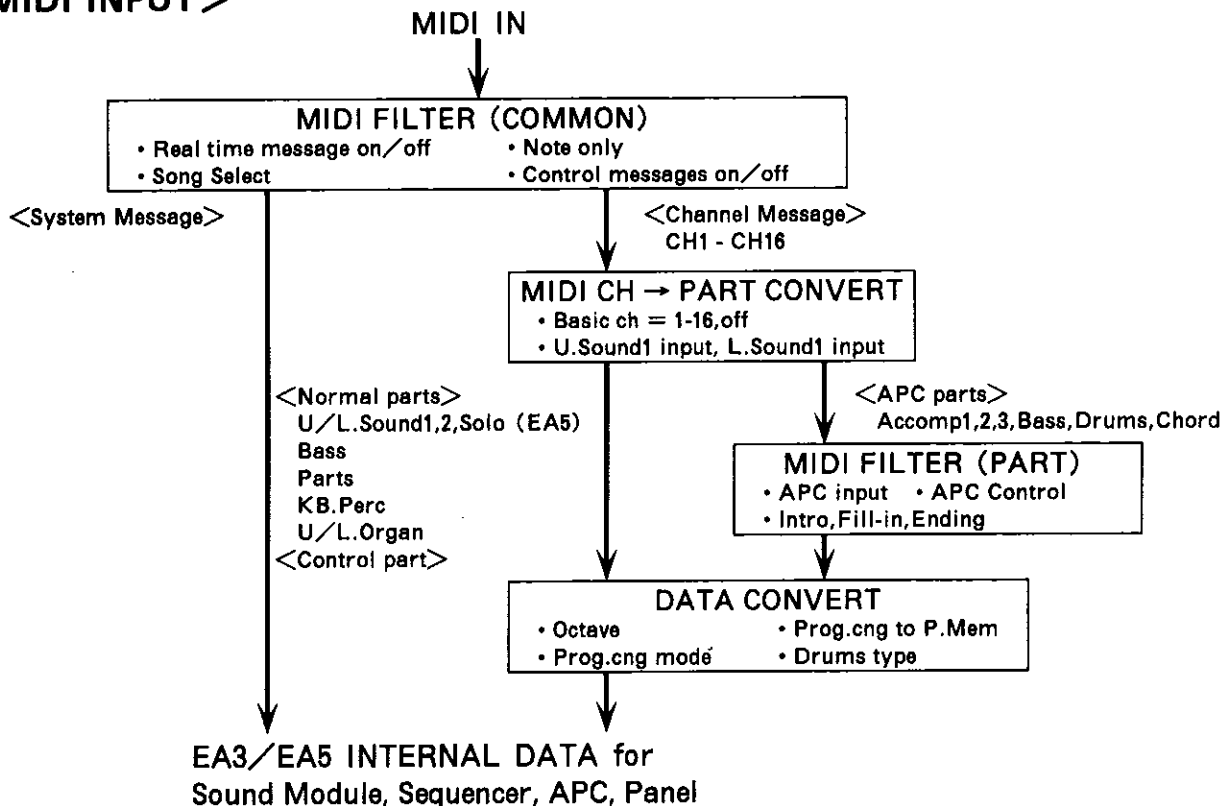 MIDI INPUT>
MIDI IN
MIDI FILTER (COMMON)
• Real time message on/off • Note only
• Song Select • Control messages on/off
<System Message>
<Channel Message>
CH1 - CH16
MIDI CH → PART CONVERT
• Basic ch = 1-16,off
• U.Sound1 input, L.Sound1 input
<Normal parts>
U/L.Sound1,2,Solo (EA5)
Bass
Parts
KB.Perc
U/L.Organ
<Control part>
<APC parts>
Accomp1,2,3,Bass,Drums,Chord
MIDI FILTER (PART)
• APC input • APC Control
• Intro,Fill-in,Ending
DATA CONVERT
• Octave • Prog.cng to P.Mem
• Prog.cng mode • Drums type
EA3/EA5 INTERNAL DATA for
Sound Module, Sequencer, APC, Panel